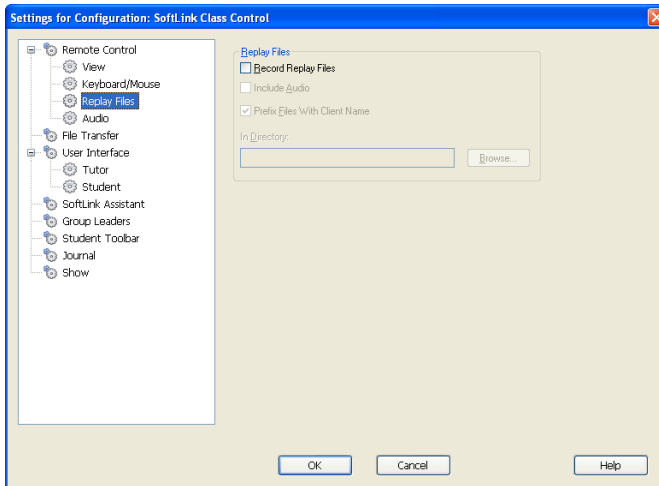 Settings for Configuration: SoftLink Class Control
Remote Control
View
Keyboard/Mouse
Replay Files
Audio
File Transfer
User Interface
Tutor
Student
SoftLink Assistant
Group Leaders
Student Toolbar
Journal
Show
Replay Files
Record Replay Files
Include Audio
Prefix Files With Client Name
In Directory:
Browse...
OK Cancel Help